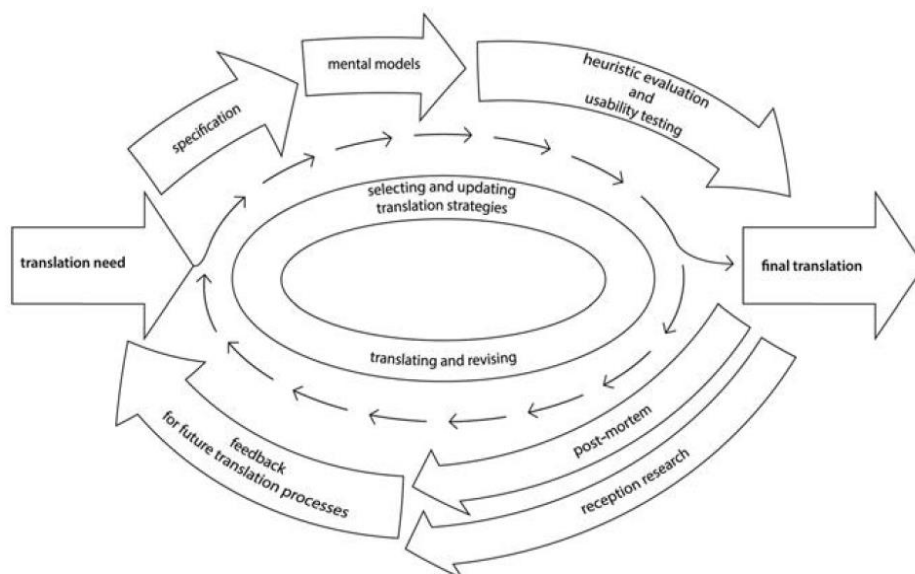 translation need
specification
mental models
heuristic evaluation
and
usability testing
selecting and updating
translation strategies
translating and revising
final translation
post-mortem
reception research
feedback
for future translation processes